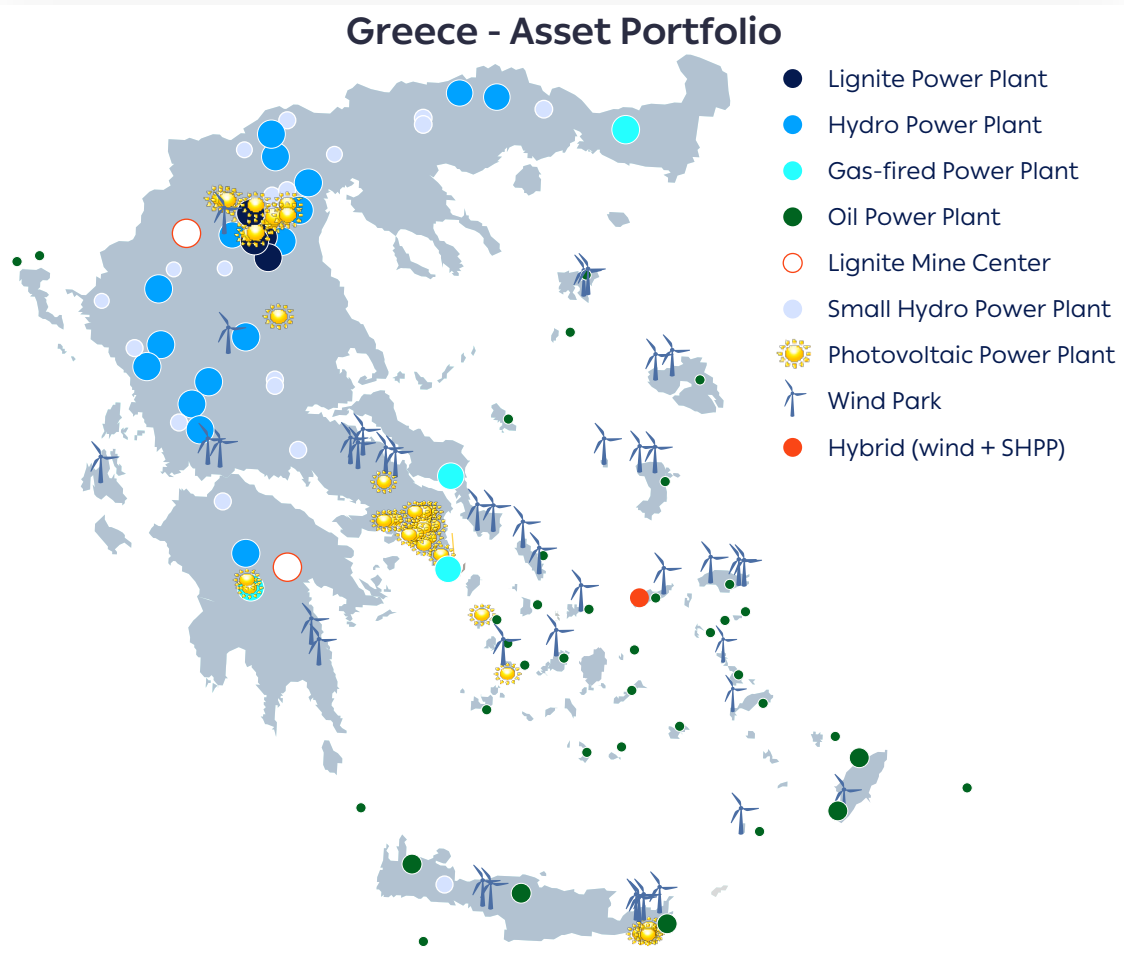 Greece - Asset Portfolio
Lignite Power Plant
Hydro Power Plant
Gas-fired Power Plant
Oil Power Plant
Lignite Mine Center
Small Hydro Power Plant
Photovoltaic Power Plant
Wind Park
Hybrid (wind + SHPP)